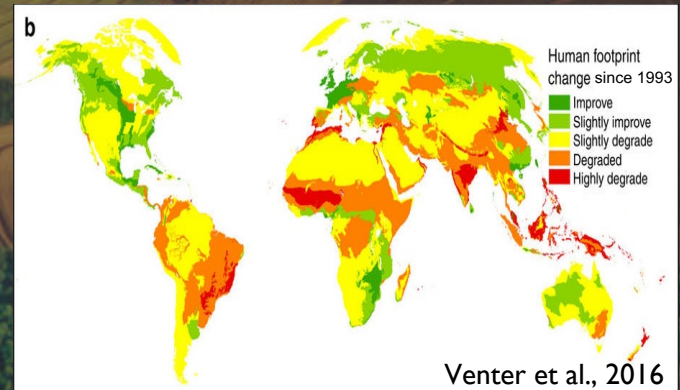 b
Human footprint
change since 1993
Improve
Slightly improve
Slightly degrade
Degraded
Highly degrade
Venter et al., 2016